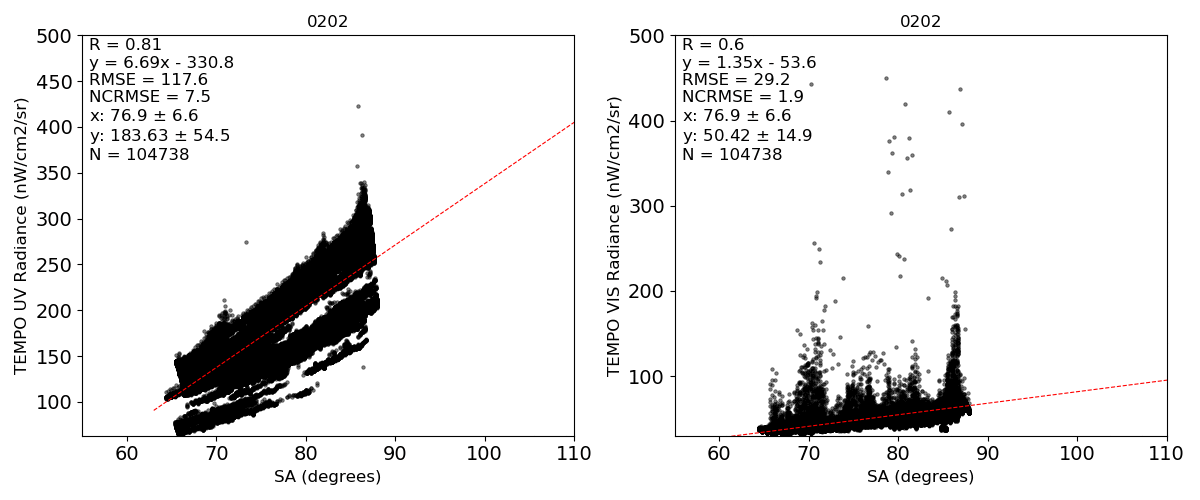 0202
R = 0.81
y = 6.69x - 330.8
RMSE = 117.6
NCRMSE = 7.5
x: 76.9 ± 6.6
y: 183.63 ± 54.5
N = 104738
500
450
400
350
300
250
200
150
100
TEMPO UV Radiance (nW/cm2/sr)
60 70 80 90 100 110
SA (degrees)
0202
R = 0.6
y = 1.35x - 53.6
RMSE = 29.2
NCRMSE = 1.9
x: 76.9 ± 6.6
y: 50.42 ± 14.9
N = 104738
500
400
300
200
100
TEMPO VIS Radiance (nW/cm2/sr)
60 70 80 90 100 110
SA (degrees)